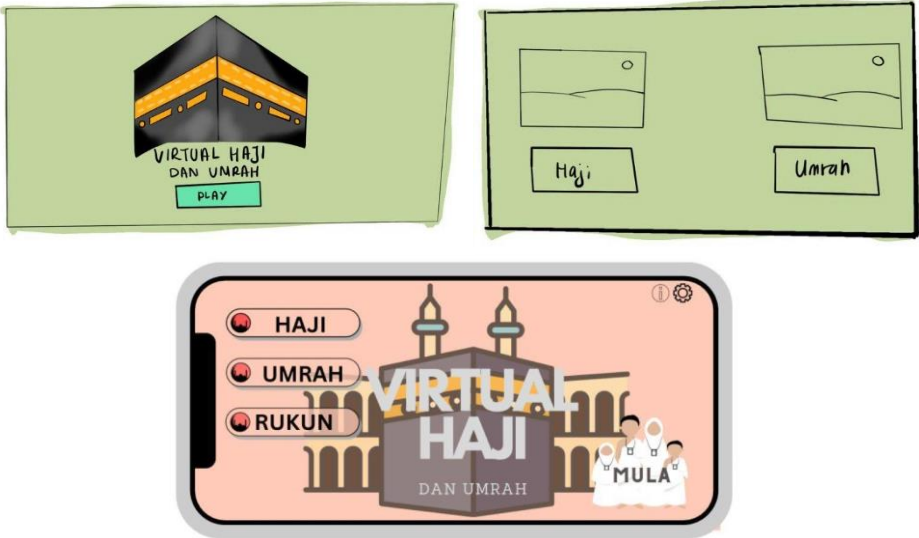 VIRTUAL HAJI
DAN UMRAH
PLAY
Haji
Umrah
HAJI
UMRAH
RUKUN
VIRTUAL
HAJI
DAN UMRAH
MULA